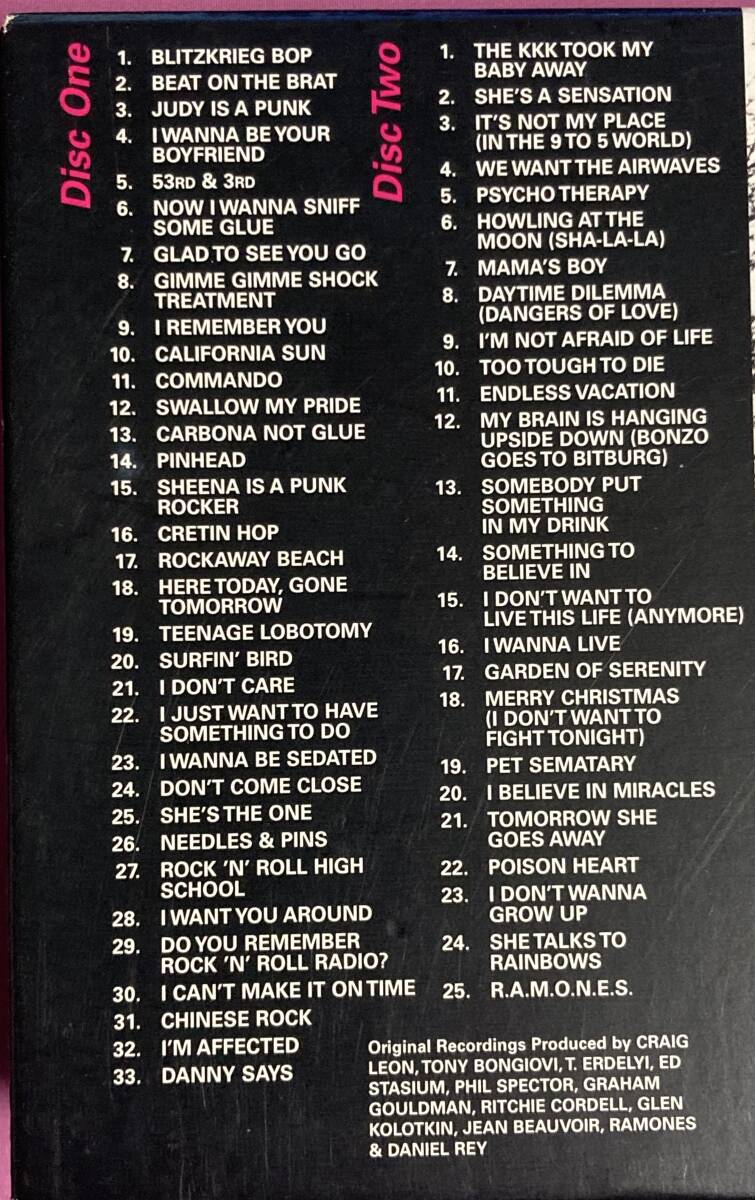 Disc One
1. BLITZKRIEG BOP
2. BEAT ON THE BRAT
3. JUDY IS A PUNK
4. I WANNA BE YOUR
BOYFRIEND
5. 53RD & 3RD
6. NOW I WANNA SNIFF
SOME GLUE
7. GLAD TO SEE YOU GO
8. GIMME GIMME SHOCK
TREATMENT
9. I REMEMBER YOU
10. CALIFORNIA SUN
11. COMMANDO
12. SWALLOW MY PRIDE
13. CARBONA NOT GLUE
14. PINHEAD
15. SHEENA IS A PUNK
ROCKER
16. CRETIN HOP
17. ROCKAWAY BEACH
18. HERE TODAY, GONE
TOMORROW
19. TEENAGE LOBOTOMY
20. SURFIN' BIRD
21. I DON'T CARE
22. I JUST WANT TO HAVE
SOMETHING TO DO
23. I WANNA BE SEDATED
24. DON'T COME CLOSE
25. SHE'S THE ONE
26. NEEDLES & PINS
27. ROCK 'N' ROLL HIGH
SCHOOL
28. I WANT YOU AROUND
29. DO YOU REMEMBER
ROCK 'N' ROLL RADIO?
30. I CAN'T MAKE IT ON TIME
31. CHINESE ROCK
32. I'M AFFECTED
33. DANNY SAYS
Disc Two
1. THE KKK TOOK MY
BABY AWAY
2. SHE'S A SENSATION
3. IT'S NOT MY PLACE
(IN THE 9 TO 5 WORLD)
4. WE WANT THE AIRWAVES
5. PSYCHO THERAPY
6. HOWLING AT THE
MOON (SHA-LA-LA)
7. MAMA'S BOY
8. DAYTIME DILEMMA
(DANGERS OF LOVE)
9. I'M NOT AFRAID OF LIFE
10. TOO TOUGH TO DIE
11. ENDLESS VACATION
12. MY BRAIN IS HANGING
UPSIDE DOWN (BONZO
GOES TO BITBURG)
13. SOMEBODY PUT
SOMETHING
IN MY DRINK
14. SOMETHING TO
BELIEVE IN
15. I DON'T WANT TO
LIVE THIS LIFE (ANYMORE)
16. I WANNA LIVE
17. GARDEN OF SERENITY
18. MERRY CHRISTMAS
(I DON'T WANT TO
FIGHT TONIGHT)
19. PET SEMATARY
20. I BELIEVE IN MIRACLES
21. TOMORROW SHE
GOES AWAY
22. POISON HEART
23. I DON'T WANNA
GROW UP
24. SHE TALKS TO
RAINBOWS
25. R.A.M.O.N.E.S.
Original Recordings Produced by CRAIG
LEON, TONY BONGIOVI, T. ERDELYI, ED
STASIUM, PHIL SPECTOR, GRAHAM
GOULDMAN, RITCHIE CORDELL, GLEN
KOLOTKIN, JEAN BEAUVOIR, RAMONES
& DANIEL REY